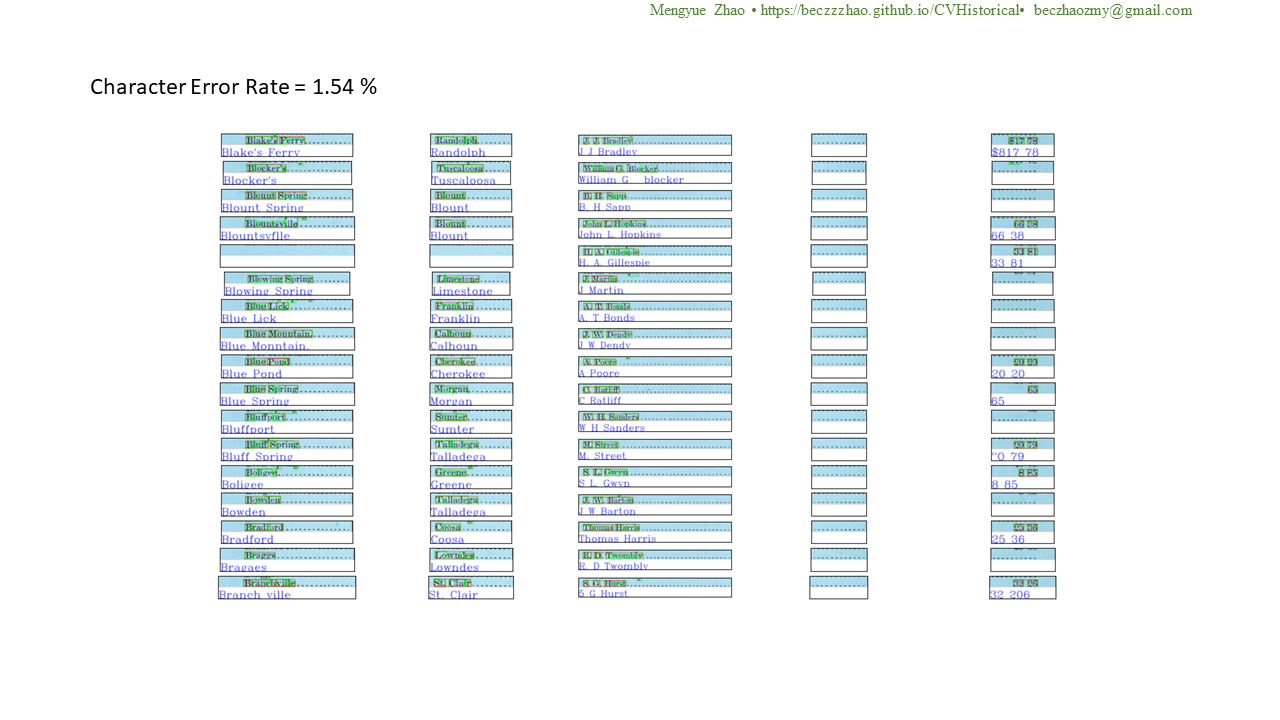 Mengyue Zhao • https://beczzzhao.github.io/CVHistorical• beczhaozmy@gmail.com
Character Error Rate = 1.54 %
Blake's Ferry Randolph J. J. Bradley $17 78
Blake's Ferry Randolph J J Bradley $817 78
Blocker's Tuscaloosa William G. Blocker
Blocker's Tuscaloosa William G blocker
Blount Spring Blount B. H. Sapp
Blount Spring Blount B. H Sapp
Blountsville Blount John L. Hopkins 66 38
Blountsvflle Blount John L. Hopkins 66 38
H. A. Gillespie 33 81
H. A. Gillespie 33 81
Blowing Spring Limestone J. Martin
Blowing Spring Limestone J Martin
Blue Lick Franklin A. T. Bonds
Blue Lick Franklin A. T Bonds
Blue Monntain. Calhoun J. W. Dendy
Blue Monntain. Calhoun J W Dendy
Blue Pond Cherokee A. Poore
Blue Pond Cherokee A Poore 20 20
Blue Spring Morgan C. Ratliff 65
Blue Spring Morgan C Ratliff 65
Bluffport Sumter W. H. Sanders
Bluffport Sumter W H Sanders
Bluff Spring Talladega M. Street 20 79
Bluff Spring Talladega M. Street "0 79
Boligee Greene S. L. Gwyn 8 85
Boligee Greene S L. Gwyn 8 85
Bowden Talladega J. W. Barton
Bowden Talladega J W Barton
Bradford Coosa Thomas Harris 25 36
Bradford Coosa Thomas Harris 25 36
Braggs Lowndes R. D. Twombly
Bragaes Lowndes R. D Twombly
Branchville St. Clair S. G. Hurst 32 26
Branch ville St. Clair 5 G Hurst 32 206